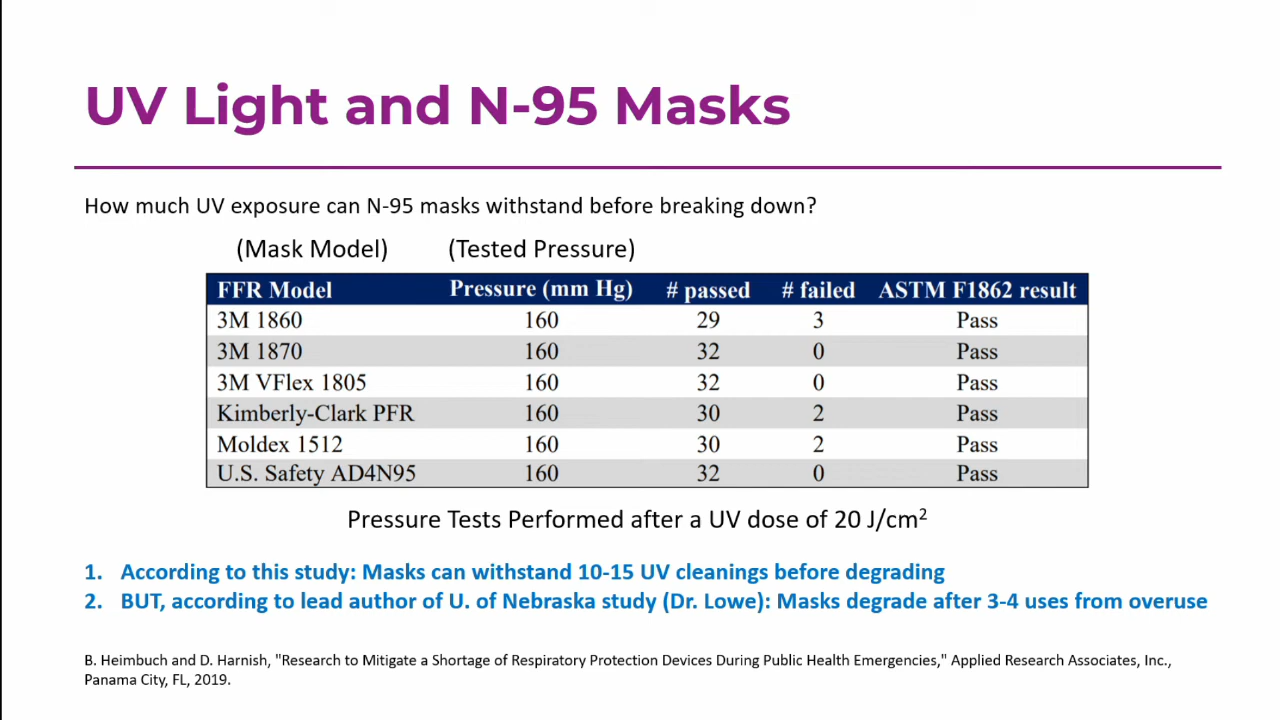 UV Light and N-95 Masks
How much UV exposure can N-95 masks withstand before breaking down?
(Mask Model) (Tested Pressure)
FFR Model Pressure (mm Hg) # passed # failed ASTM F1862 result
3M 1860 160 29 3 Pass
3M 1870 160 32 0 Pass
3M VFlex 1805 160 32 0 Pass
Kimberly-Clark PFR 160 30 2 Pass
Moldex 1512 160 30 2 Pass
U.S. Safety AD4N95 160 32 0 Pass
Pressure Tests Performed after a UV dose of 20 J/cm²
1. According to this study: Masks can withstand 10-15 UV cleanings before degrading
2. BUT, according to lead author of U. of Nebraska study (Dr. Lowe): Masks degrade after 3-4 uses from overuse
B. Heimbuch and D. Harnish, "Research to Mitigate a Shortage of Respiratory Protection Devices During Public Health Emergencies," Applied Research Associates, Inc.,
Panama City, FL, 2019.